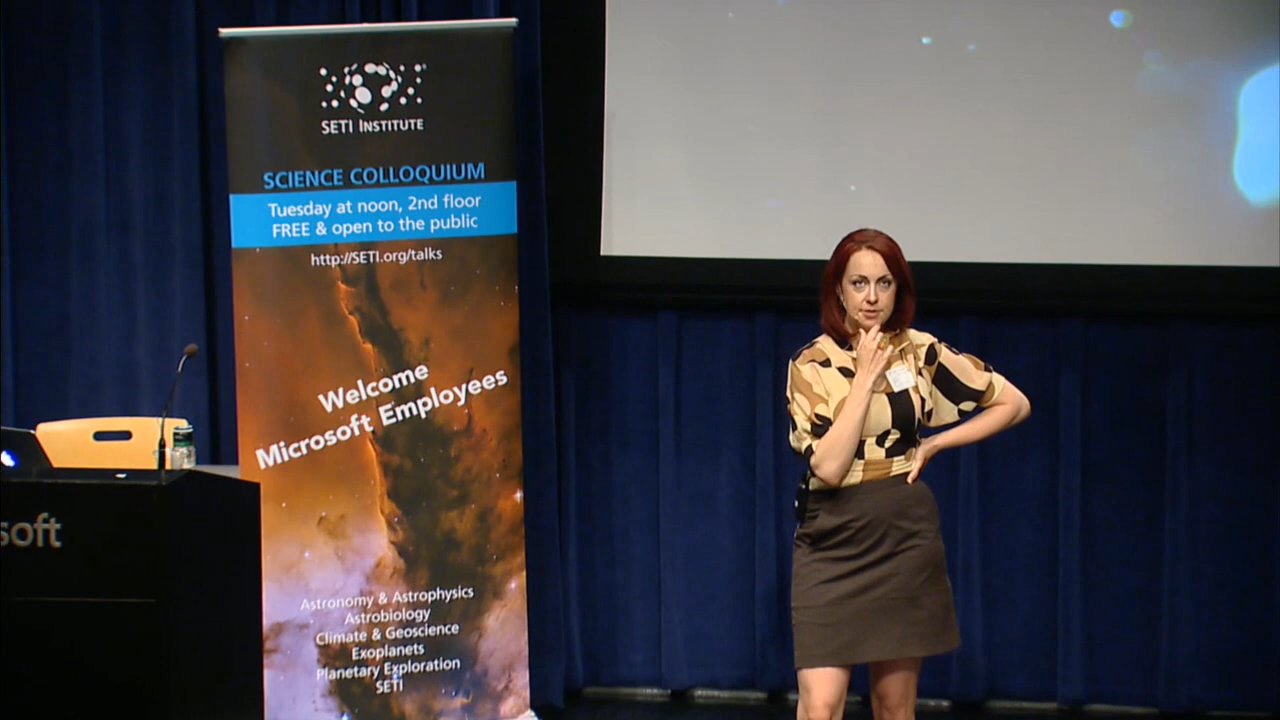 SETI INSTITUTE
SCIENCE COLLOQUIUM
Tuesday at noon, 2nd floor
FREE & open to the public
http://SETI.org/talks
Welcome
Microsoft Employees
soft
Astronomy & Astrophysics
Astrobiology
Climate & Geoscience
Exoplanets
Planetary Exploration
SETI